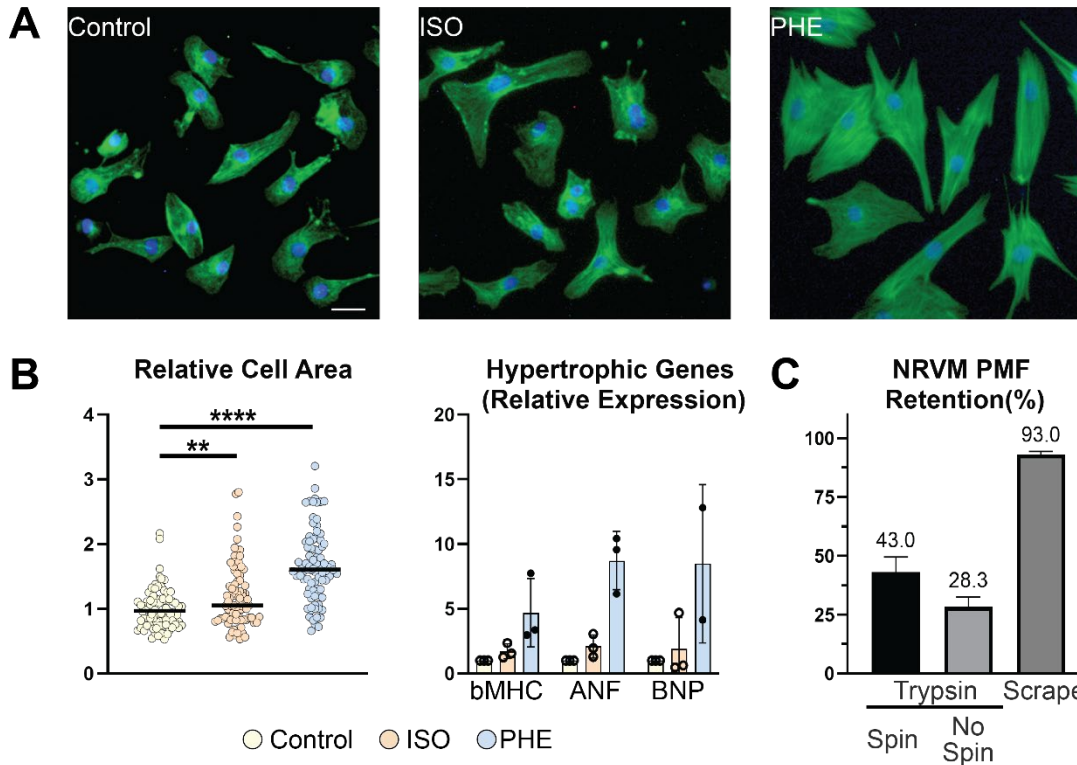 A
Control
ISO
PHE
B
Relative Cell Area
4
3
2
1
0
****
**
Hypertrophic Genes
(Relative Expression)
20
15
10
5
0
bMHC
ANF
BNP
Control
ISO
PHE
C
NRVM PMF
Retention(%)
100
75
50
25
0
43.0
28.3
93.0
Trypsin
Scrape
Spin
No
Spin